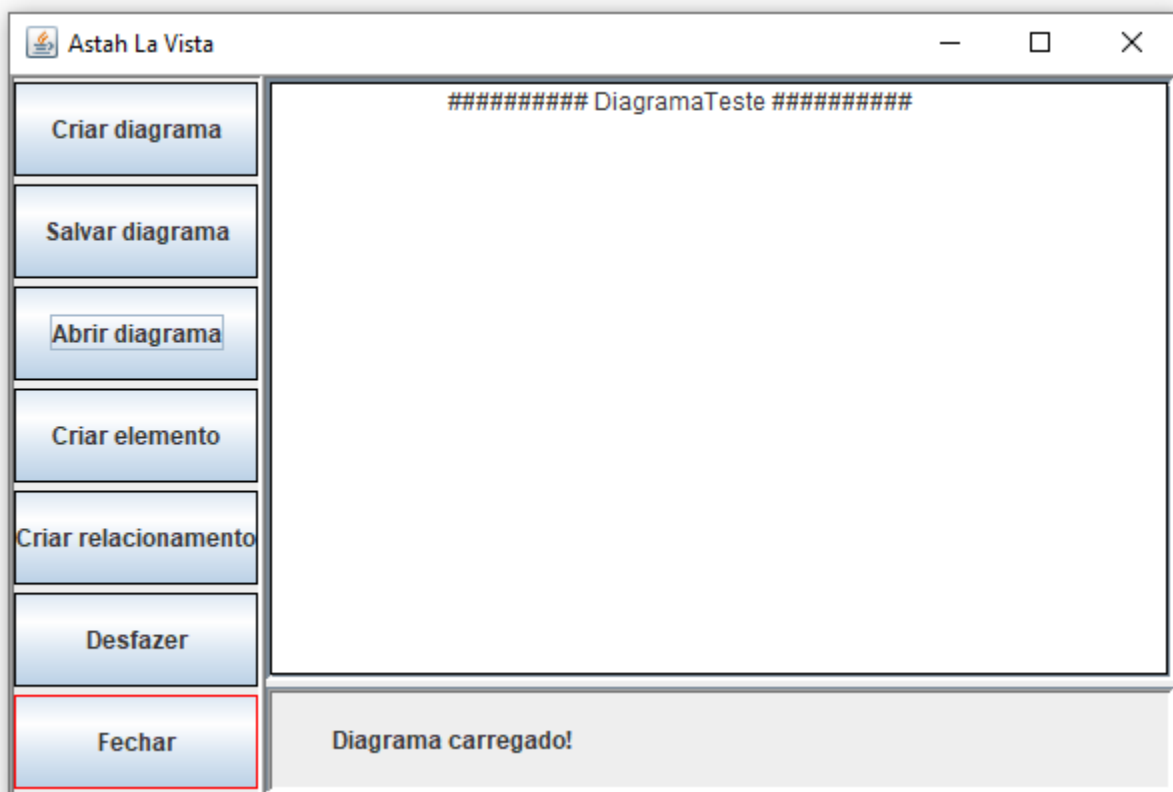 Astah La Vista
Criar diagrama
Salvar diagrama
Abrir diagrama
Criar elemento
Criar relacionamento
Desfazer
Fechar
########## DiagramaTeste ##########
Diagrama carregado!